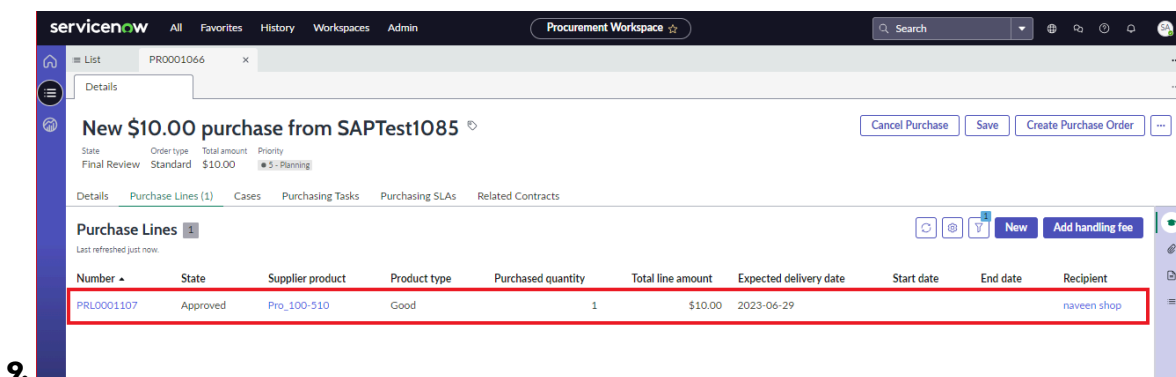 servicenow All Favorites History Workspaces Admin Procurement Workspace ☆ Search SA
List PR0001066 ×
Details
New $10.00 purchase from SAPTest1085 Cancel Purchase Save Create Purchase Order ...
State Order type Total amount Priority
Final Review Standard $10.00 5 - Planning
Details Purchase Lines (1) Cases Purchasing Tasks Purchasing SLAs Related Contracts
Purchase Lines 1 1 New Add handling fee
Last refreshed just now.
Number State Supplier product Product type Purchased quantity Total line amount Expected delivery date Start date End date Recipient
PRL0001107 Approved Pro_100-510 Good 1 $10.00 2023-06-29 naveen shop
9.